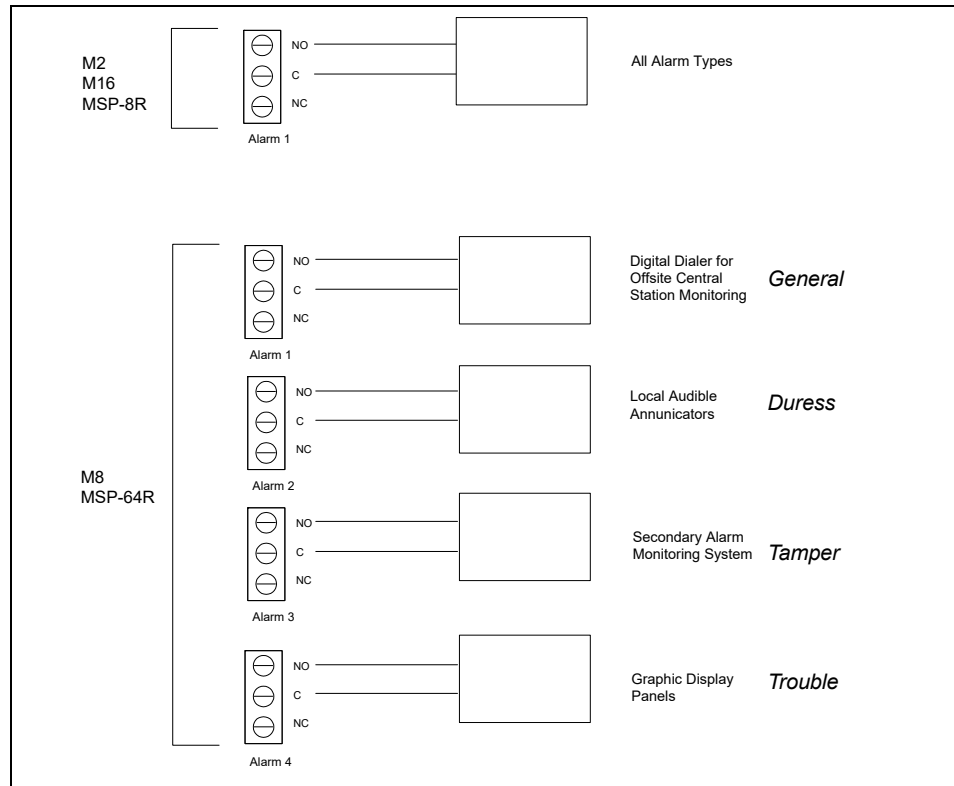 M2
M16
MSP-8R
NO
C
NC
Alarm 1
All Alarm Types
M8
MSP-64R
NO
C
NC
Alarm 1
Digital Dialer for
Offsite Central
Station Monitoring
General
NO
C
NC
Alarm 2
Local Audible
Annunicators
Duress
NO
C
NC
Alarm 3
Secondary Alarm
Monitoring System
Tamper
NO
C
NC
Alarm 4
Graphic Display
Panels
Trouble